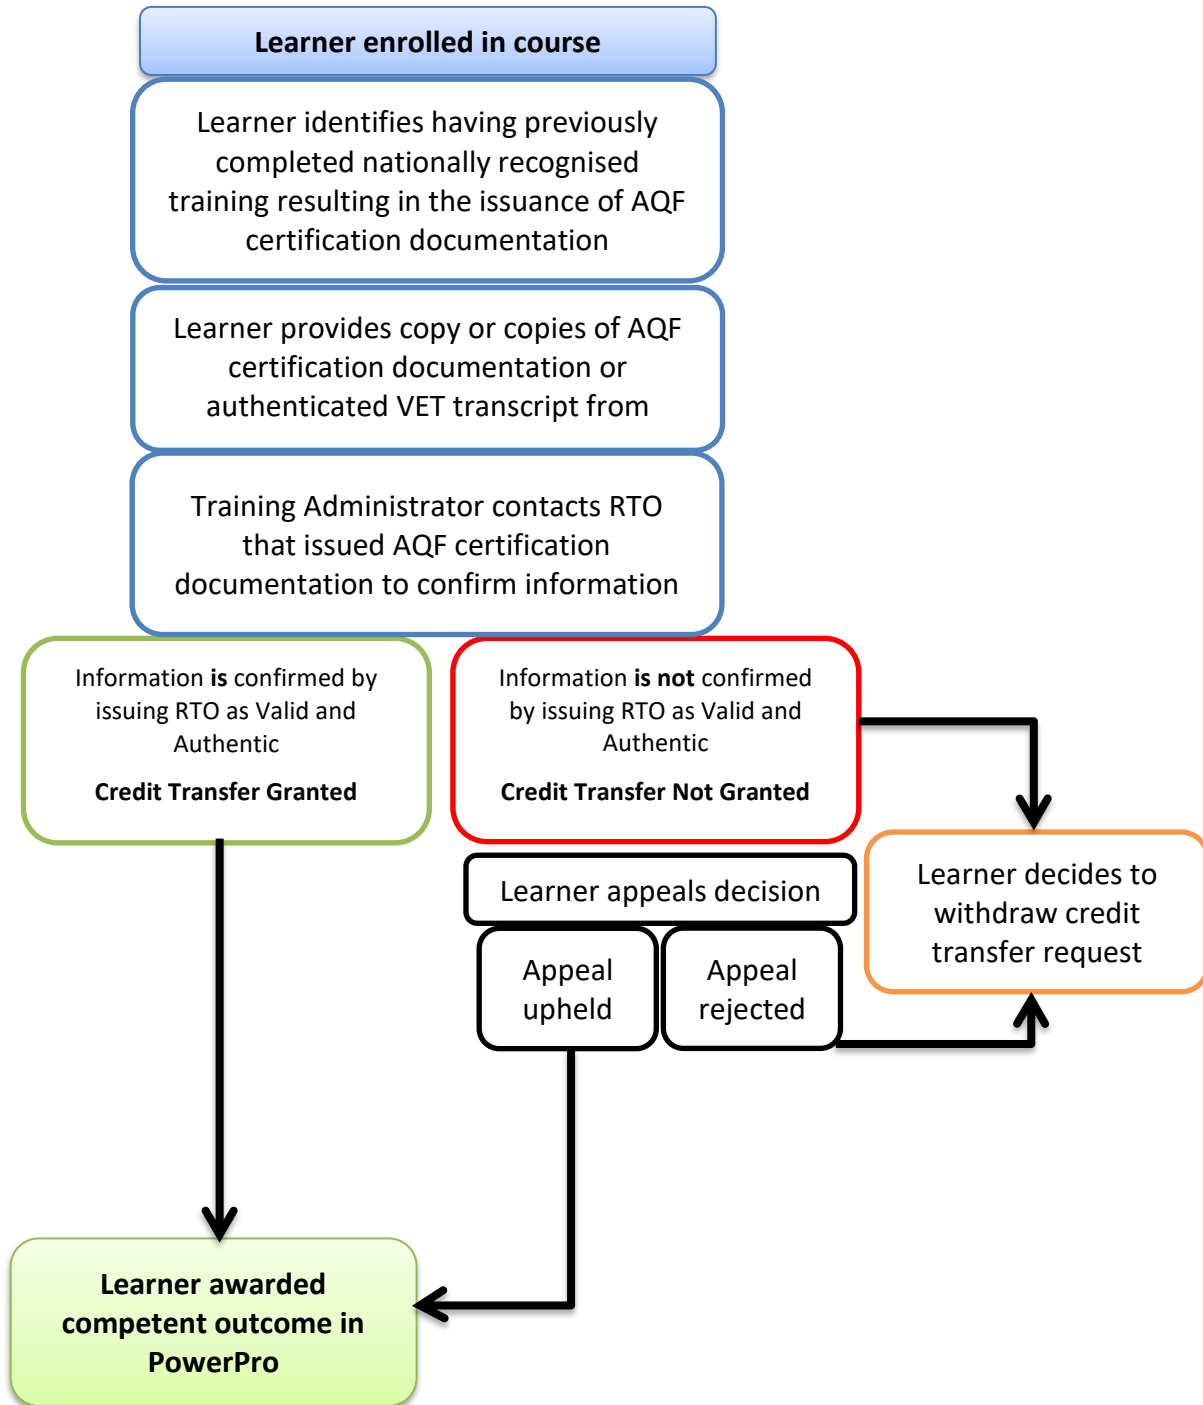 Learner enrolled in course
Learner identifies having previously
completed nationally recognised
training resulting in the issuance of AQF
certification documentation
Learner provides copy or copies of AQF
certification documentation or
authenticated VET transcript from
Training Administrator contacts RTO
that issued AQF certification
documentation to confirm information
Information is confirmed by
issuing RTO as Valid and
Authentic
Credit Transfer Granted
Information is not confirmed
by issuing RTO as Valid and
Authentic
Credit Transfer Not Granted
Learner appeals decision
Appeal
upheld
Appeal
rejected
Learner decides to
withdraw credit
transfer request
Learner awarded
competent outcome in
PowerPro